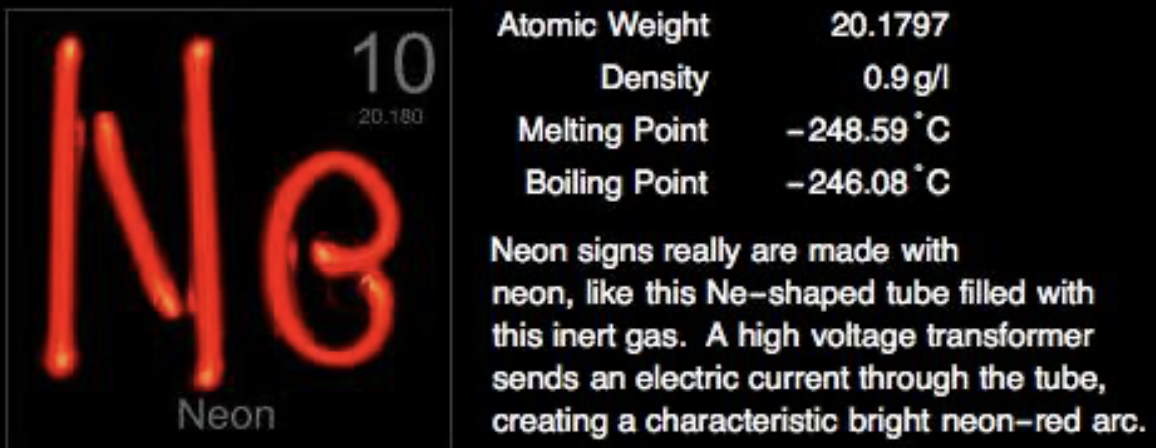 Ne
10
20.180
Neon
Atomic Weight 20.1797
Density 0.9 g/l
Melting Point −248.59 °C
Boiling Point −246.08 °C
Neon signs really are made with
neon, like this Ne−shaped tube filled with
this inert gas.  A high voltage transformer
sends an electric current through the tube,
creating a characteristic bright neon−red arc.